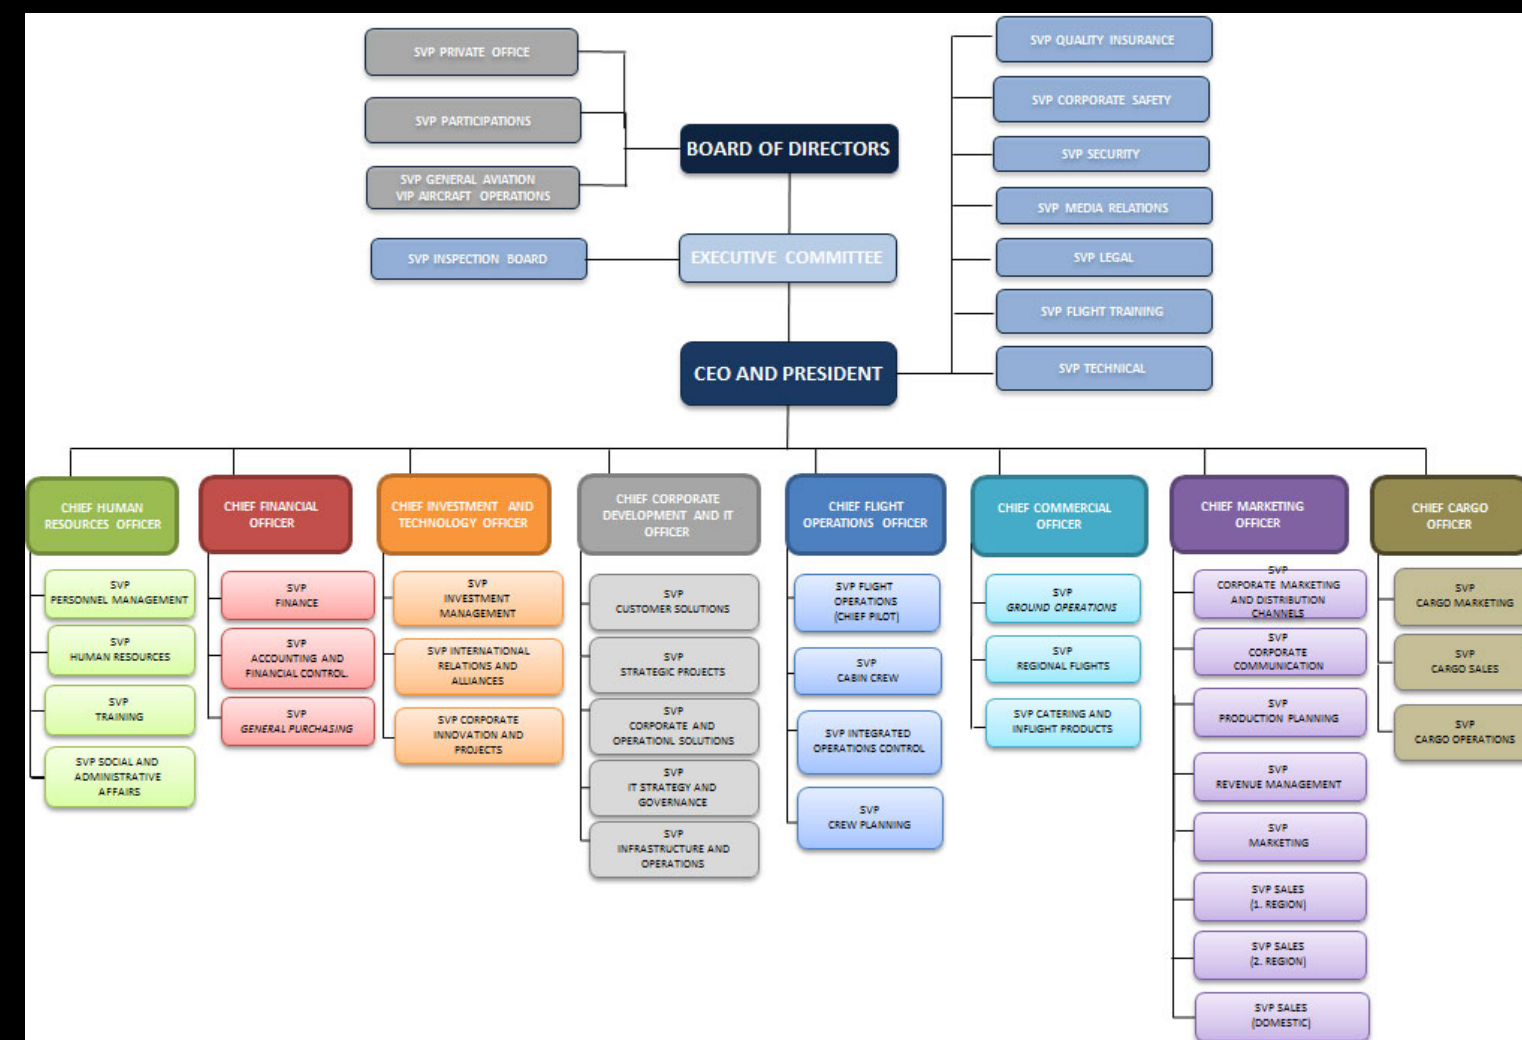 SVP PRIVATE OFFICE
SVP PARTICIPATIONS
SVP GENERAL AVIATION
VIP AIRCRAFT OPERATIONS
SVP INSPECTION BOARD
BOARD OF DIRECTORS
EXECUTIVE COMMITTEE
CEO AND PRESIDENT
SVP QUALITY INSURANCE
SVP CORPORATE SAFETY
SVP SECURITY
SVP MEDIA RELATIONS
SVP LEGAL
SVP FLIGHT TRAINING
SVP TECHNICAL
CHIEF HUMAN
RESOURCES OFFICER
SVP
PERSONNEL MANAGEMENT
SVP
HUMAN RESOURCES
SVP
TRAINING
SVP SOCIAL AND
ADMINISTRATIVE
AFFAIRS
CHIEF FINANCIAL
OFFICER
SVP
FINANCE
SVP
ACCOUNTING AND
FINANCIAL CONTROL.
SVP
GENERAL PURCHASING
CHIEF INVESTMENT AND
TECHNOLOGY OFFICER
SVP
INVESTMENT
MANAGEMENT
SVP INTERNATIONAL
RELATIONS AND
ALLIANCES
SVP CORPORATE
INNOVATION AND
PROJECTS
CHIEF CORPORATE
DEVELOPMENT AND IT
OFFICER
SVP
CUSTOMER SOLUTIONS
SVP
STRATEGIC PROJECTS
SVP
CORPORATE AND
OPERATIONL SOLUTIONS
SVP
IT STRATEGY AND
GOVERNANCE
SVP
INFRASTRUCTURE AND
OPERATIONS
CHIEF FLIGHT
OPERATIONS OFFICER
SVP FLIGHT
OPERATIONS
(CHIEF PILOT)
SVP
CABIN CREW
SVP INTEGRATED
OPERATIONS CONTROL
SVP
CREW PLANNING
CHIEF COMMERCIAL
OFFICER
SVP
GROUND OPERATIONS
SVP
REGIONAL FLIGHTS
SVP CATERING AND
INFLIGHT PRODUCTS
CHIEF MARKETING
OFFICER
SVP
CORPORATE MARKETING
AND DISTRIBUTION
CHANNELS
SVP
CORPORATE
COMMUNICATION
SVP
PRODUCTION PLANNING
SVP
REVENUE MANAGEMENT
SVP
MARKETING
SVP SALES
(1. REGION)
SVP SALES
(2. REGION)
SVP SALES
(DOMESTIC)
CHIEF CARGO
OFFICER
SVP
CARGO MARKETING
SVP
CARGO SALES
SVP
CARGO OPERATIONS